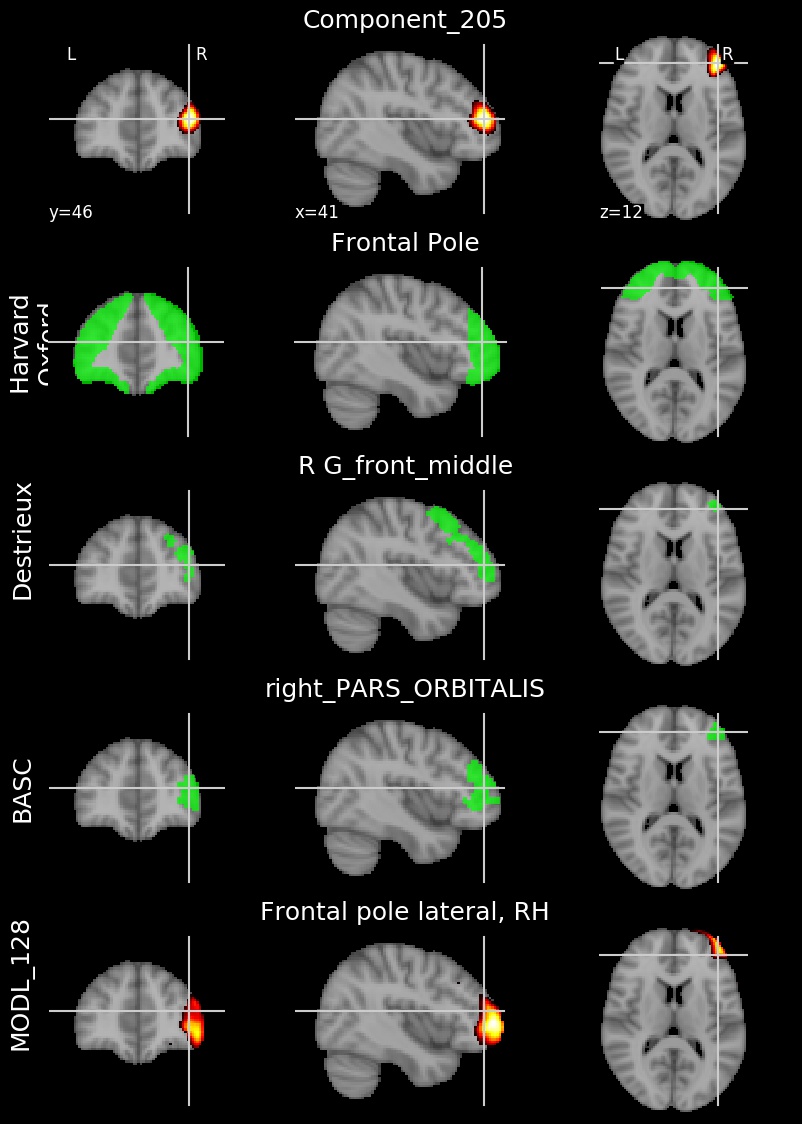 Component_205
L R
L R
y=46
x=41
z=12
Frontal Pole
Harvard
R G_front_middle
Destrieux
right_PARS_ORBITALIS
BASC
Frontal pole lateral, RH
MODL_128